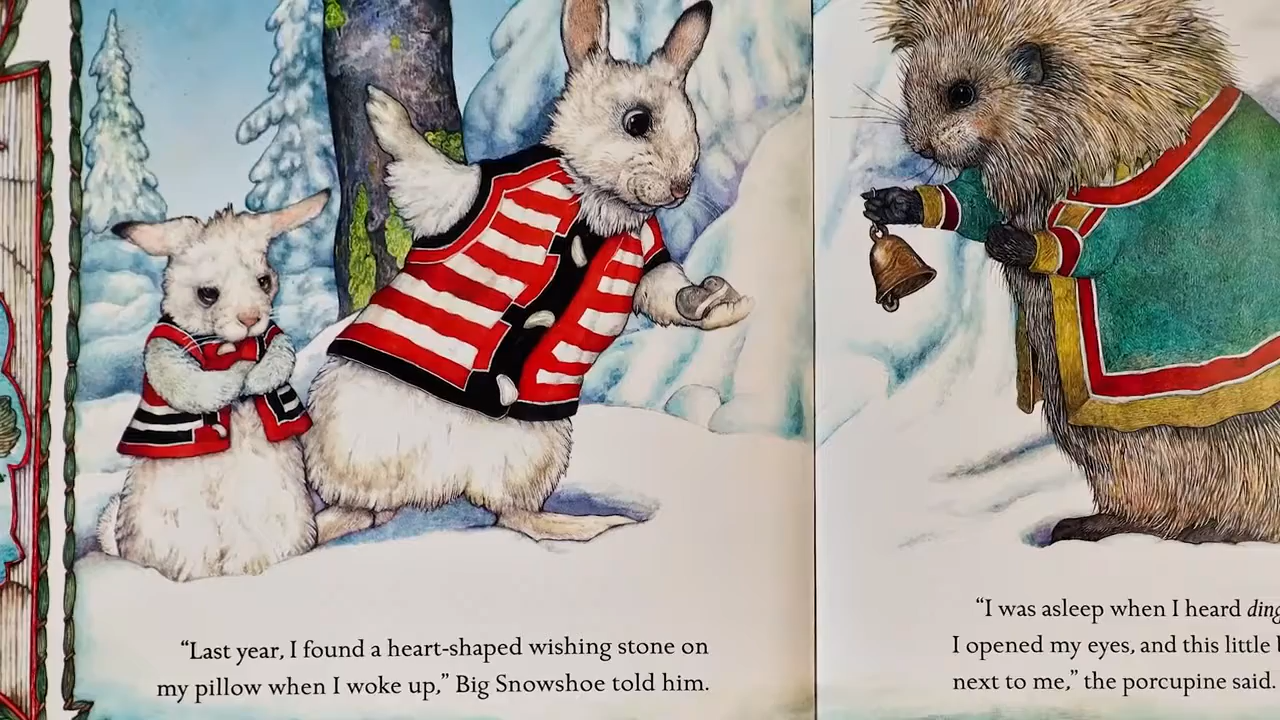 “Last year, I found a heart-shaped wishing stone on
my pillow when I woke up,” Big Snowshoe told him.
“I was asleep when I heard ding
I opened my eyes, and this little
next to me,” the porcupine said.